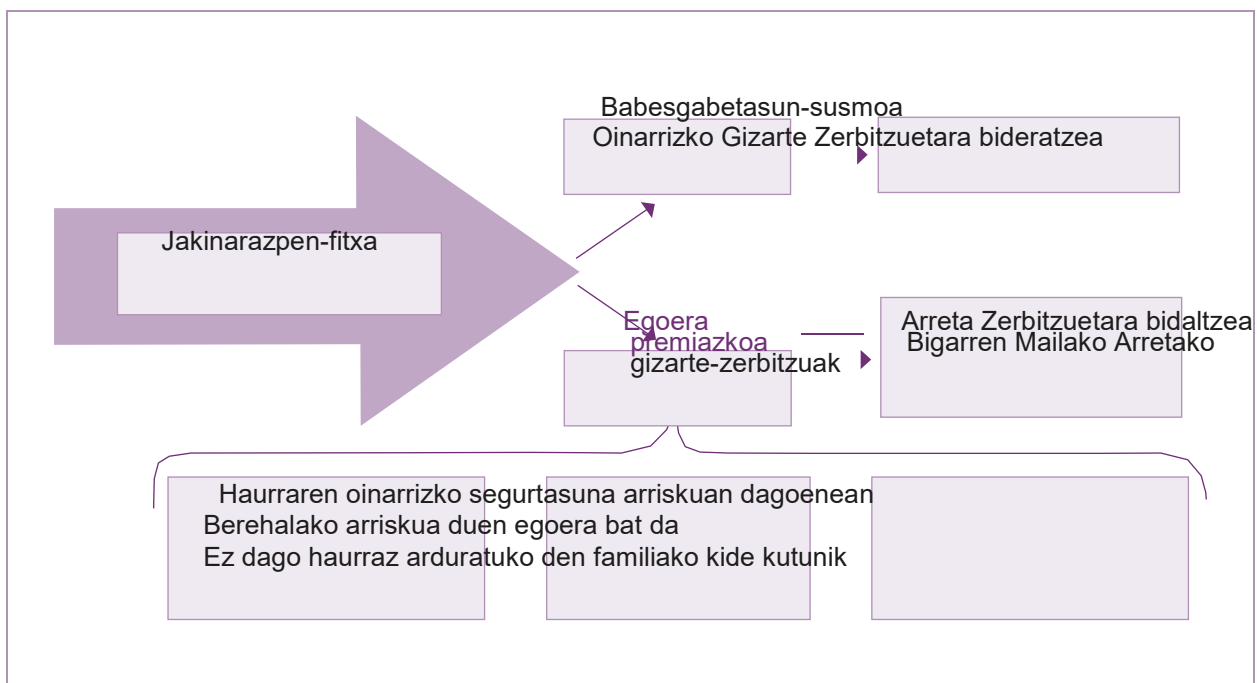 Babesgabetasun-susmoa
Oinarrizko Gizarte Zerbitzuetara bideratzea
Jakinarazpen-fitxa
Egoera
premiazkoa
gizarte-zerbitzuak
Arreta Zerbitzuetara bidaltzea
Bigarren Mailako Arretako
Haurraren oinarrizko segurtasuna arriskuan dagoenean
Berehalako arriskua duen egoera bat da
Ez dago haurraz arduratuko den familiako kide kutunik